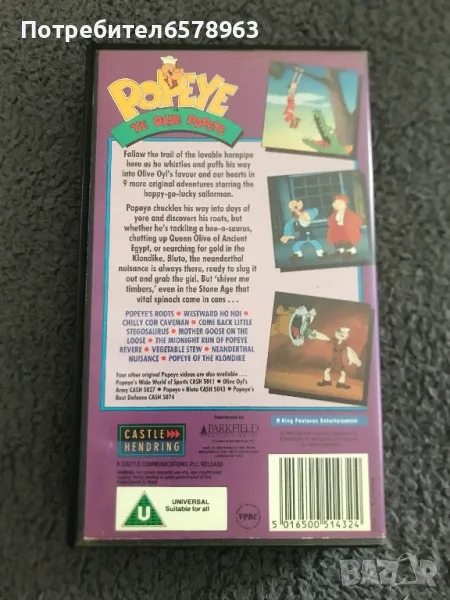 Потребител6578963
POPEYE
YE OLDE POPEYE
Follow the trail of the lovable hornpipe
hero as he whistles and puffs his way
into Olive Oyl's favour and our hearts in
9 more original adventures starring the
happy-go-lucky sailorman.
Popeye chuckles his way into days of
yore and discovers his roots, but
whether he's tackling a bee-a-saurus,
chatting up Queen Olive of Ancient
Egypt, or searching for gold in the
Klondike, Bluto, the neanderthal
nuisance is always there, ready to slug it
out and grab the girl. But 'shiver me
timbers,' even in the Stone Age that
vital spinach came in cans . . .
POPEYE'S ROOTS • WESTWARD HO HO! •
CHILLY CON CAVEMAN • COME BACK LITTLE
STEGOSAURUS • MOTHER GOOSE ON THE
LOOSE • THE MIDNIGHT RUN OF POPEYE
REVERE • VEGETABLE STEW • NEANDERTHAL
NUISANCE • POPEYE OF THE KLONDIKE
Four other original Popeye videos are also available . . .
Popeye's Wide World of Sports CASH 5011 • Olive Oyl's
Army CASH 5027 • Popeye v Bluto CASH 5043 • Popeye's
Best Defence CASH 5074
CASTLE
HENDRING
Distributed by
PARKFIELD
© King Features Entertainment
A CASTLE COMMUNICATIONS PLC RELEASE
U
UNIVERSAL
Suitable for all
VPRC
5 016500 514324
BAZAR